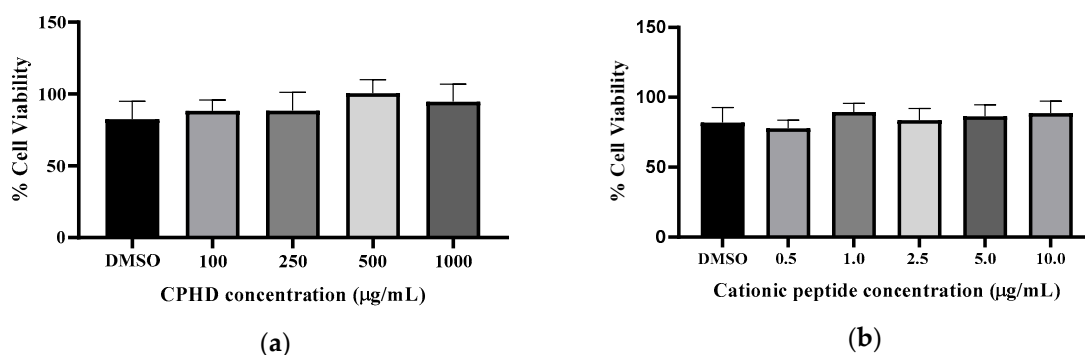 150
100
50
0
% Cell Viability
DMSO 100 250 500 1000
CPHD concentration (μg/mL)
(a)
150
100
50
0
% Cell Viability
DMSO 0.5 1.0 2.5 5.0 10.0
Cationic peptide concentration (μg/mL)
(b)